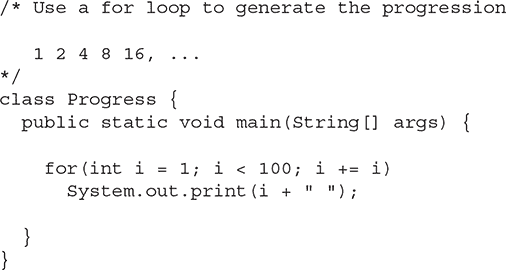 /* Use a for loop to generate the progression
1 2 4 8 16, ...
*/
class Progress {
public static void main(String[] args) {
for(int i = 1; i < 100; i += i)
System.out.print(i + " ");
}
}